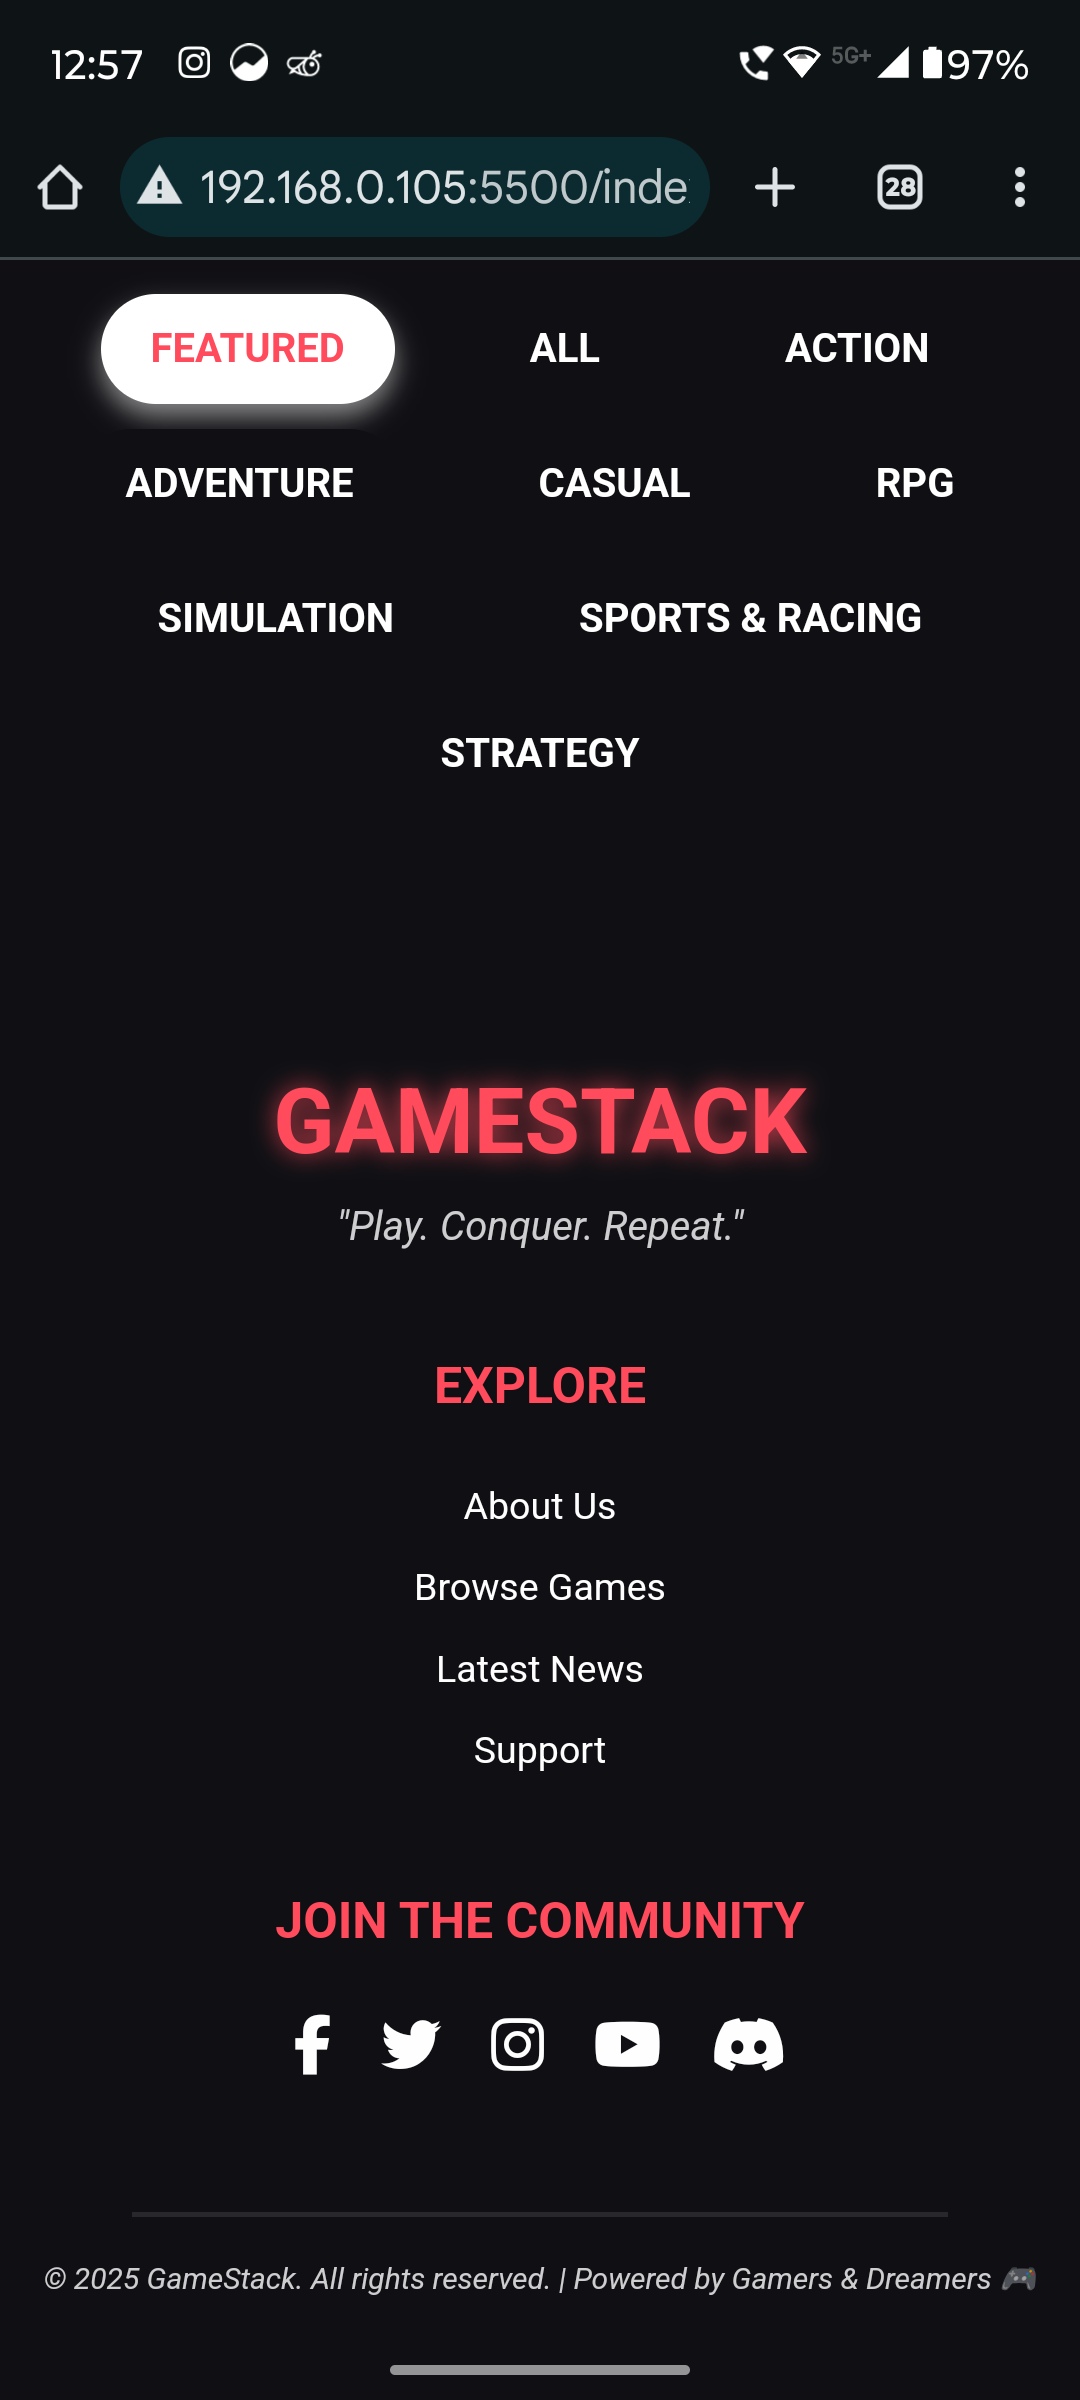 12:57 5G+ 97%
192.168.0.105:5500/inde
28
FEATURED ALL ACTION
ADVENTURE CASUAL RPG
SIMULATION SPORTS & RACING
STRATEGY
GAMESTACK
"Play. Conquer. Repeat."
EXPLORE
About Us
Browse Games
Latest News
Support
JOIN THE COMMUNITY
© 2025 GameStack. All rights reserved. | Powered by Gamers & Dreamers 🎮